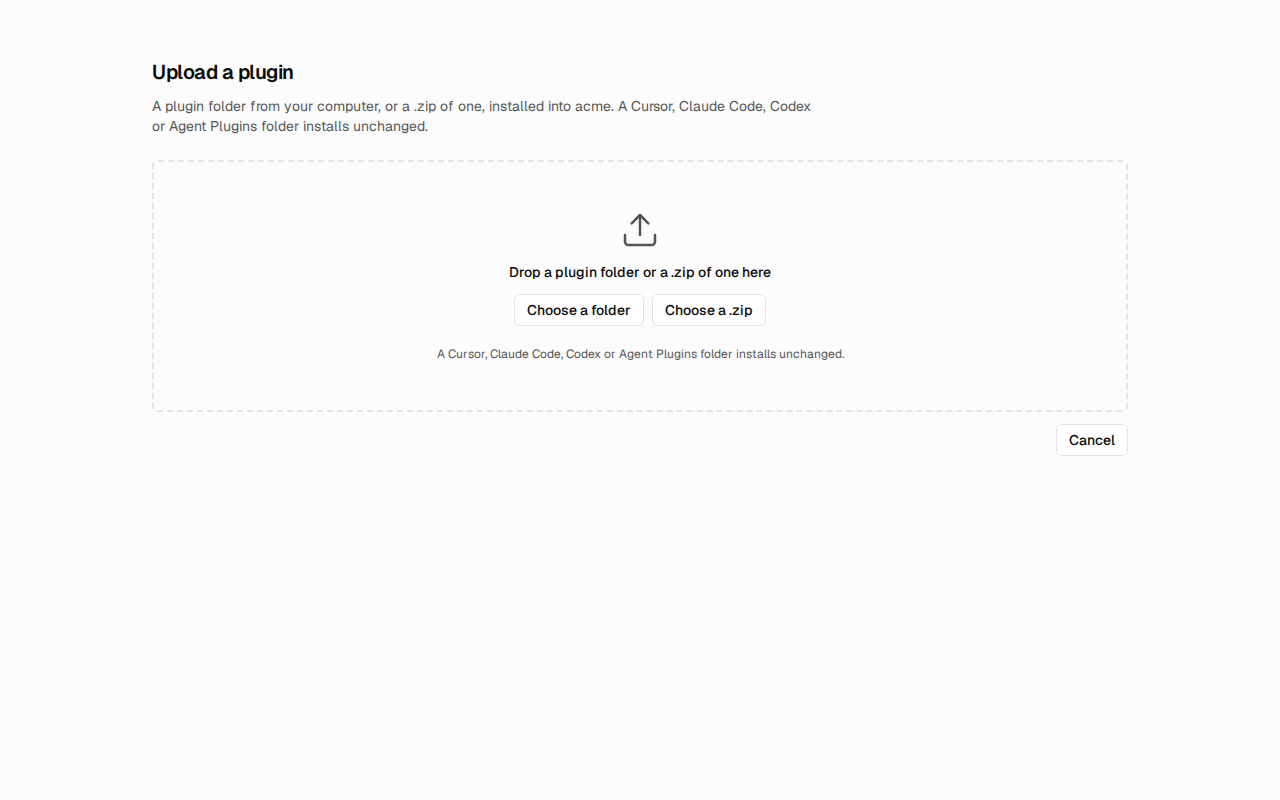 Upload a plugin
A plugin folder from your computer, or a .zip of one, installed into acme. A Cursor, Claude Code, Codex
or Agent Plugins folder installs unchanged.
Drop a plugin folder or a .zip of one here
Choose a folder
Choose a .zip
A Cursor, Claude Code, Codex or Agent Plugins folder installs unchanged.
Cancel